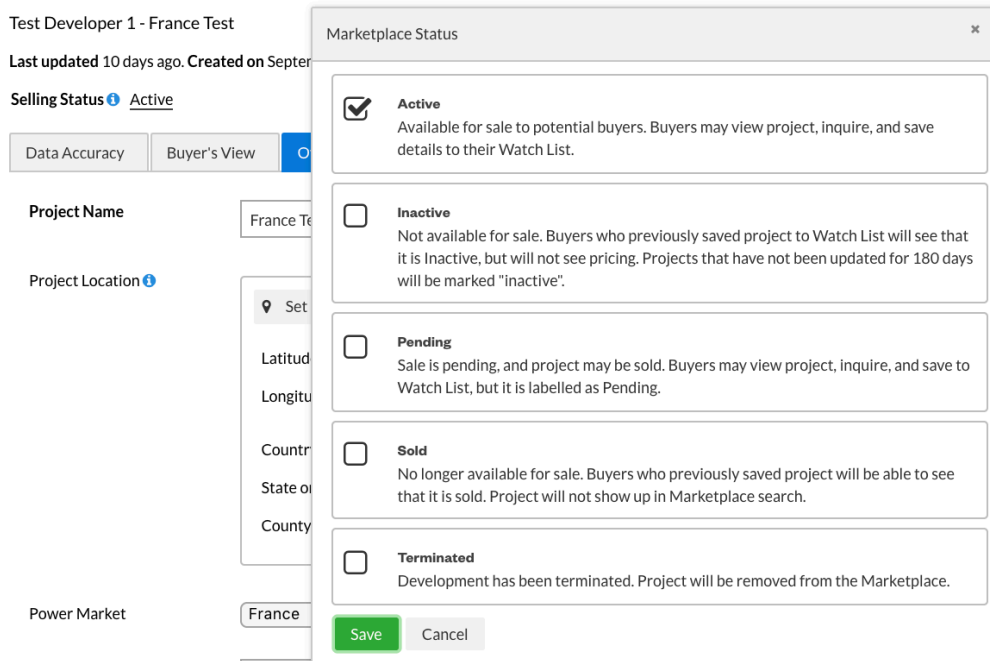 Test Developer 1 - France Test
Last updated 10 days ago. Created on
Selling Status Active
Data Accuracy
Buyer's View
Project Name
France
Project Location
Set
Power Market
France
Marketplace Status
Active
Available for sale to potential buyers. Buyers may view project, inquire, and save
details to their Watch List.
Inactive
Not available for sale. Buyers who previously saved project to Watch List will see that
it is Inactive, but will not see pricing. Projects that have not been updated for 180 days
will be marked "inactive".
Pending
Sale is pending, and project may be sold. Buyers may view project, inquire, and save to
Watch List, but it is labelled as Pending.
Sold
No longer available for sale. Buyers who previously saved project will be able to see
that it is sold. Project will not show up in Marketplace search.
Terminated
Development has been terminated. Project will be removed from the Marketplace.
Save
Cancel